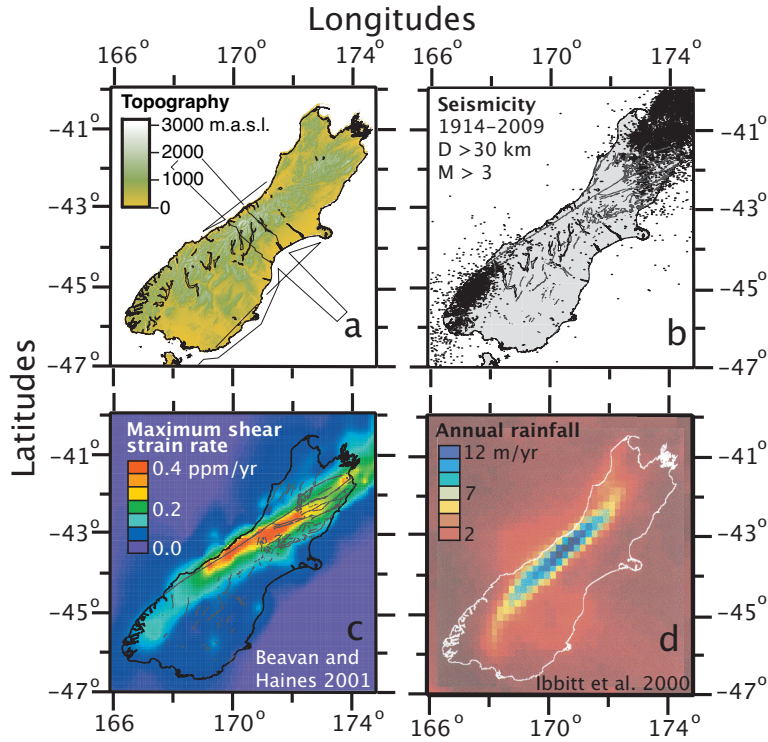 Longitudes
166° 170° 174°
166° 170° 174°
Latitudes
Topography
3000 m.a.s.l.
2000
1000
0
-41°
-43°
-45°
-47°
a
Seismicity
1914-2009
D >30 km
M > 3
-41°
-43°
-45°
-47°
b
Maximum shear
strain rate
0.4 ppm/yr
0.2
0.0
-41°
-43°
-45°
-47°
c
Beavan and
Haines 2001
Annual rainfall
12 m/yr
7
2
-41°
-43°
-45°
-47°
d
Ibbitt et al. 2000
166° 170° 174°
166° 170° 174°